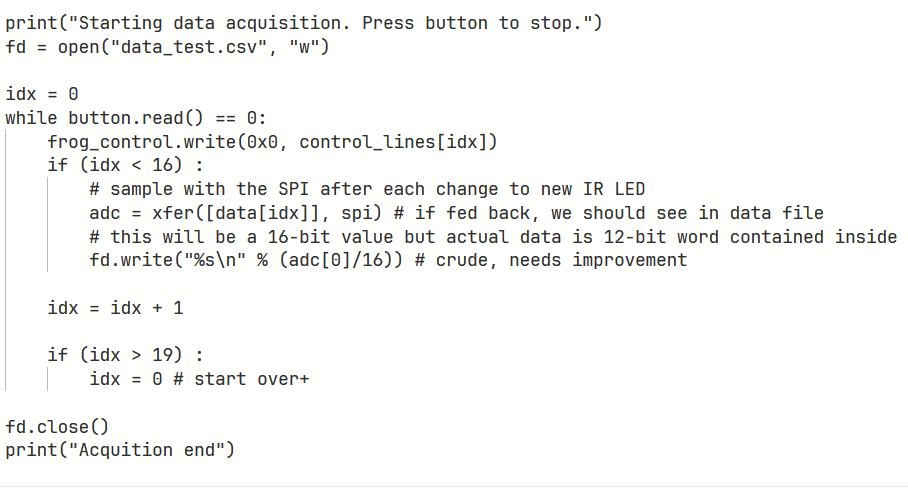 print("Starting data acquisition. Press button to stop.")
fd = open("data_test.csv", "w")
idx = 0
while button.read() == 0:
    frog_control.write(0x0, control_lines[idx])
    if (idx < 16) :
        # sample with the SPI after each change to new IR LED
        adc = xfer([data[idx]], spi) # if fed back, we should see in data file
        # this will be a 16-bit value but actual data is 12-bit word contained inside
        fd.write("%s\n" % (adc[0]/16)) # crude, needs improvement
    idx = idx + 1
    if (idx > 19) :
        idx = 0 # start over+
fd.close()
print("Acquition end")